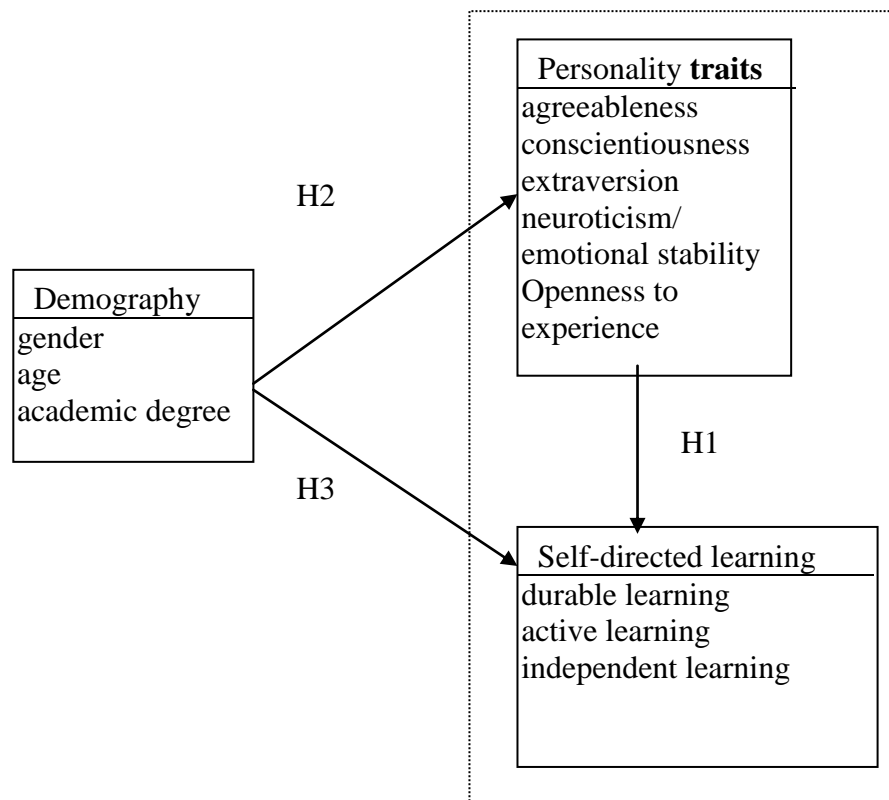 Personality traits
agreeableness
conscientiousness
extraversion
neuroticism/
emotional stability
Openness to
experience
H2
Demography
gender
age
academic degree
H1
H3
Self-directed learning
durable learning
active learning
independent learning